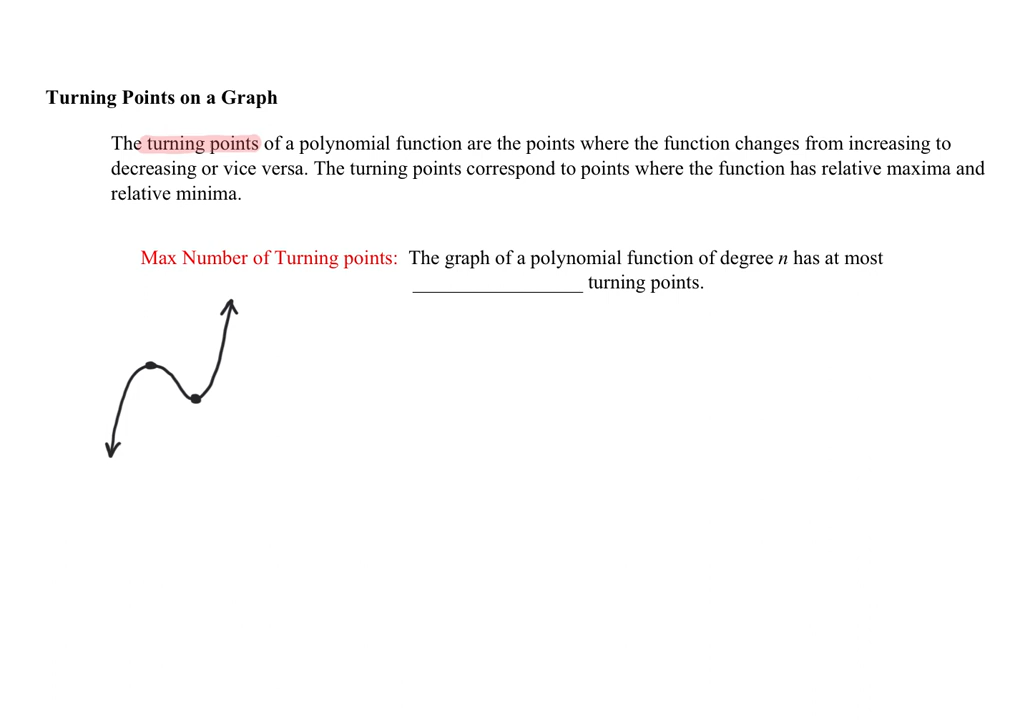 Turning Points on a Graph
The turning points of a polynomial function are the points where the function changes from increasing to
decreasing or vice versa. The turning points correspond to points where the function has relative maxima and
relative minima.
Max Number of Turning points: The graph of a polynomial function of degree n has at most
_________________ turning points.